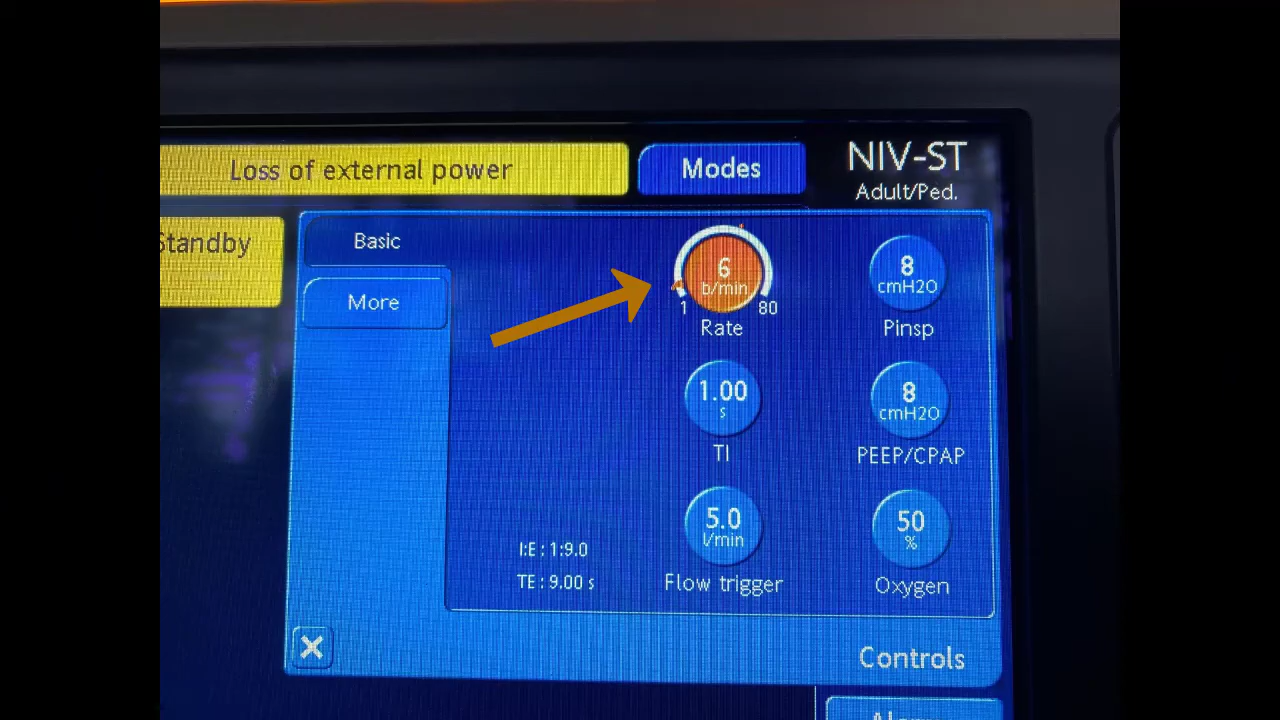 Loss of external power
Modes
NIV-ST
Adult/Ped.
Standby
Basic
More
6
b/min
1
80
Rate
8
cmH2O
Pinsp
1.00
s
TI
8
cmH2O
PEEP/CPAP
5.0
l/min
Flow trigger
50
%
Oxygen
I:E : 1:9.0
TE : 9.00 s
X
Controls